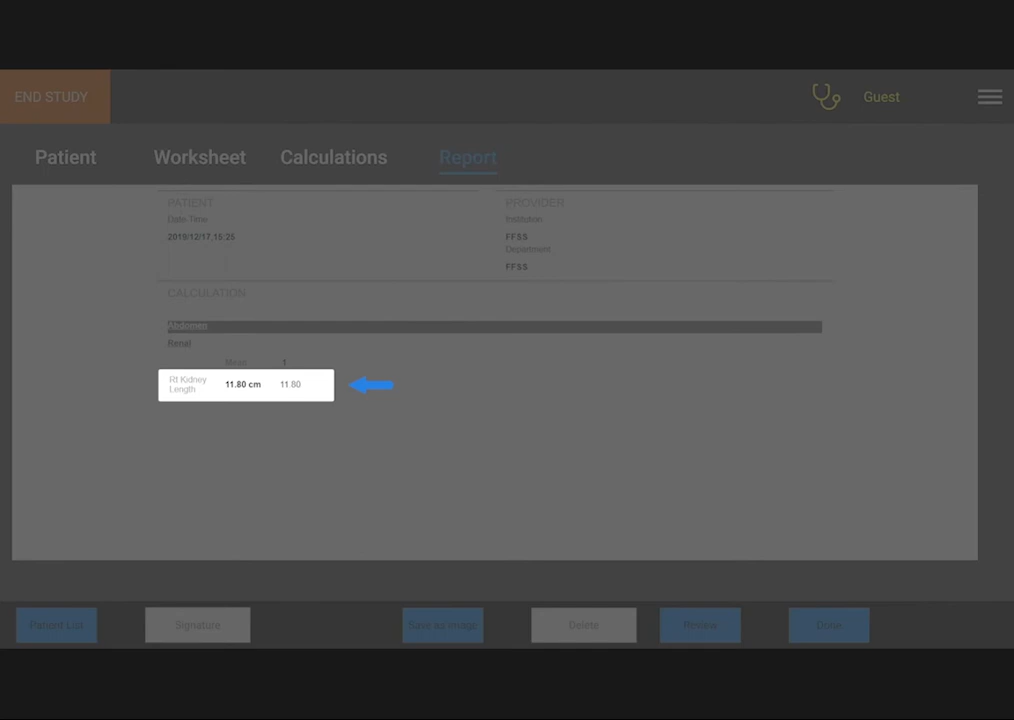 END STUDY
Guest
Patient Worksheet Calculations Report
PATIENT
Date-Time
2019/12/17,15:25
PROVIDER
Institution
FFSS
Department
FFSS
CALCULATION
Abdomen
Renal
Mean 1
Rt Kidney Length 11.80 cm 11.80
Patient List Signature Save as Image Delete Review Done